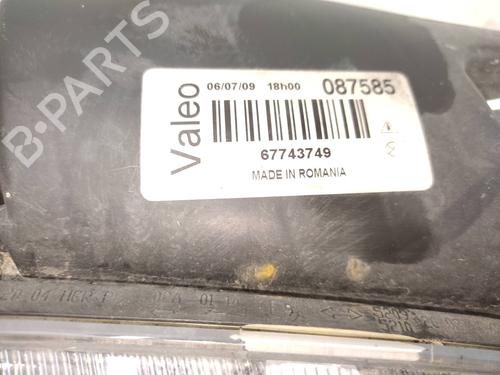 B-PARTS
Valeo
06/07/09 18h00 087585
67743749
MADE IN ROMANIA